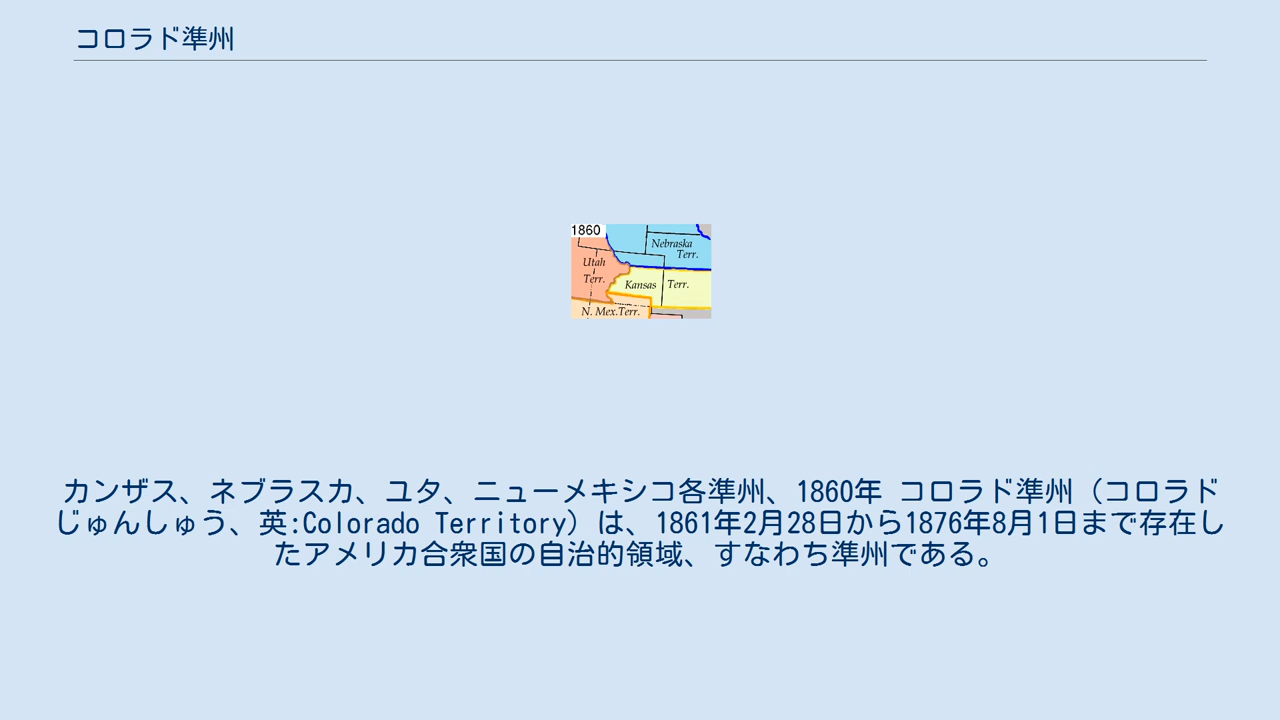 コロラド準州
1860
Nebraska
Terr.
Utah
Terr.
Kansas Terr.
N. Mex.Terr.
カンザス、ネブラスカ、ユタ、ニューメキシコ各準州、1860年 コロラド準州（コロラド
じゅんしゅう、英:Colorado Territory）は、1861年2月28日から1876年8月1日まで存在し
たアメリカ合衆国の自治的領域、すなわち準州である。